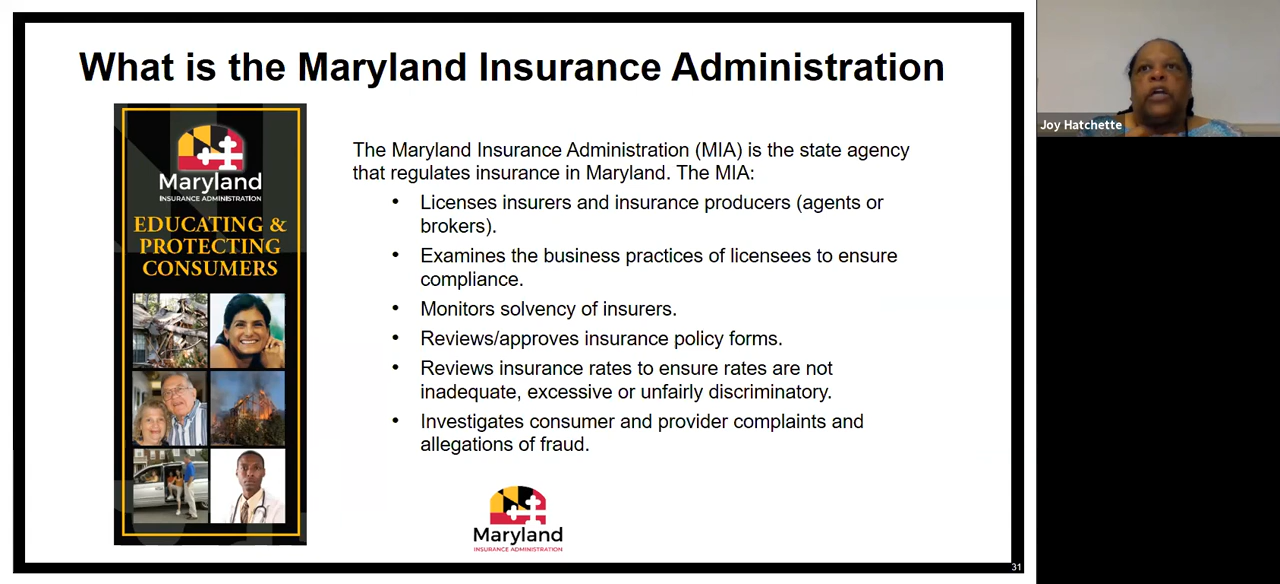 What is the Maryland Insurance Administration
Maryland
INSURANCE ADMINISTRATION
EDUCATING &
PROTECTING
CONSUMERS
The Maryland Insurance Administration (MIA) is the state agency
that regulates insurance in Maryland. The MIA:
• Licenses insurers and insurance producers (agents or
brokers).
• Examines the business practices of licensees to ensure
compliance.
• Monitors solvency of insurers.
• Reviews/approves insurance policy forms.
• Reviews insurance rates to ensure rates are not
inadequate, excessive or unfairly discriminatory.
• Investigates consumer and provider complaints and
allegations of fraud.
Maryland
INSURANCE ADMINISTRATION
31
Joy Hatchette